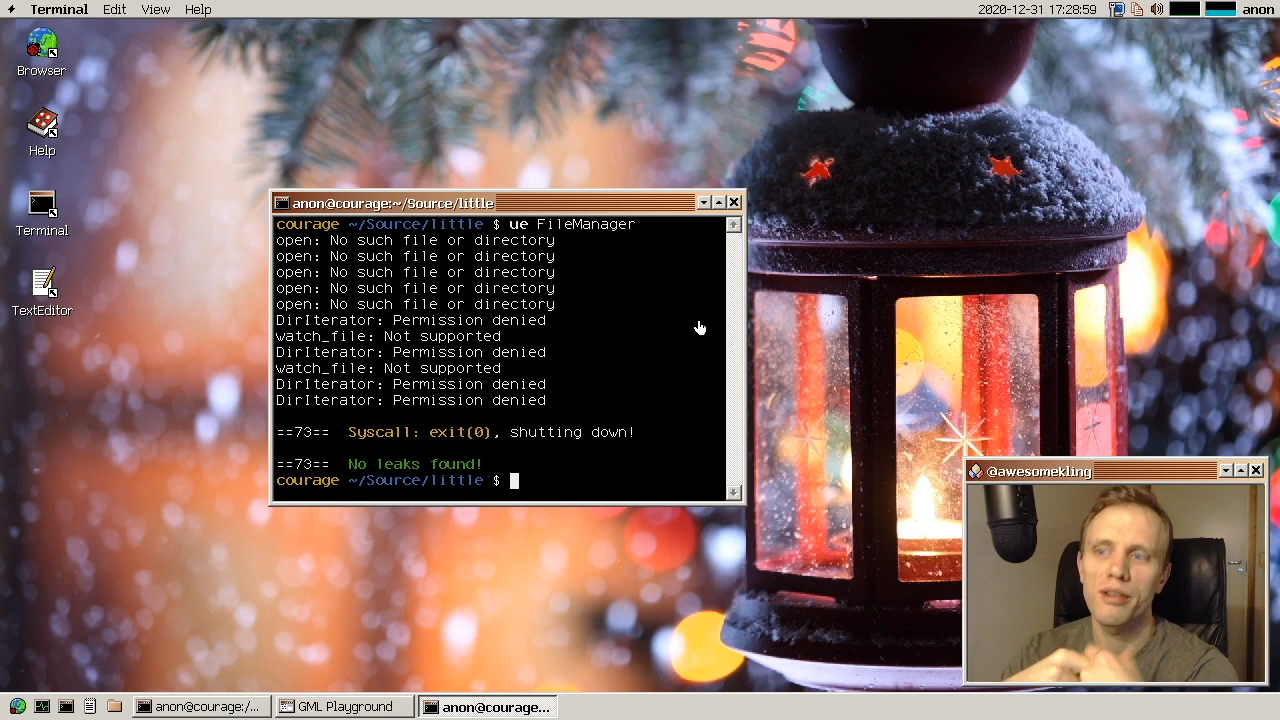 Terminal Edit View Help 2020-12-31 17:28:59 anon
Browser
Help
Terminal
TextEditor
anon@courage:~/Source/little
courage ~/Source/little $ ue FileManager
open: No such file or directory
open: No such file or directory
open: No such file or directory
open: No such file or directory
open: No such file or directory
DirIterator: Permission denied
watch_file: Not supported
DirIterator: Permission denied
watch_file: Not supported
DirIterator: Permission denied
DirIterator: Permission denied
==73== Syscall: exit(0), shutting down!
==73== No leaks found!
courage ~/Source/little $
@awesomekling
anon@courage:/... GML Playground anon@courage...